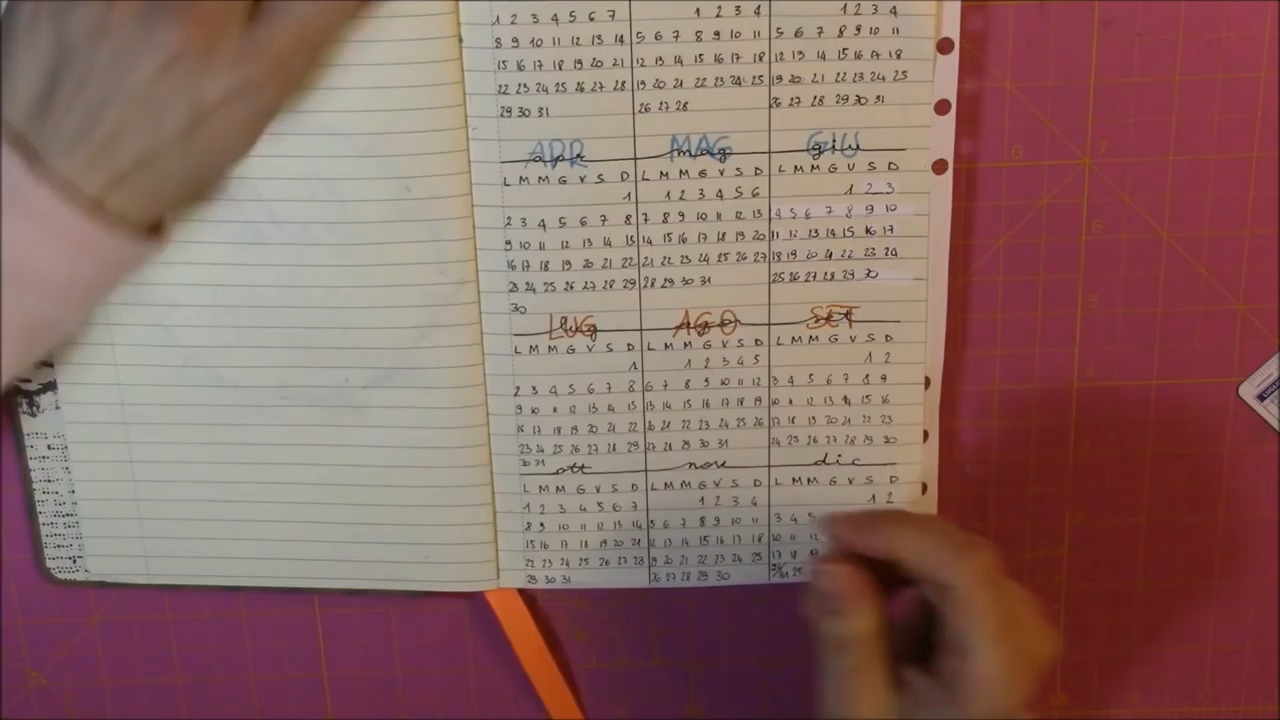 1 2 3 4 5 6 7 1 2 3 4 1 2 3 4
8 9 10 11 12 13 14 5 6 7 8 9 10 11 5 6 7 8 9 10 11
15 16 17 18 19 20 21 12 13 14 15 16 17 18 12 13 14 15 16 17 18
22 23 24 25 26 27 28 19 20 21 22 23 24 25 19 20 21 22 23 24 25
29 30 31 26 27 28 26 27 28 29 30 31
APR MAG GIU
apr mag giu
L M M G V S D L M M G V S D L M M G V S D
1 1 2 3 4 5 6 1 2 3
2 3 4 5 6 7 8 7 8 9 10 11 12 13 4 5 6 7 8 9 10
9 10 11 12 13 14 15 14 15 16 17 18 19 20 11 12 13 14 15 16 17
16 17 18 19 20 21 22 21 22 23 24 25 26 27 18 19 20 21 22 23 24
23 24 25 26 27 28 29 28 29 30 31 25 26 27 28 29 30
30
LUG AGO SET
lug ago set
L M M G V S D L M M G V S D L M M G V S D
1 1 2 3 4 5 1 2
2 3 4 5 6 7 8 6 7 8 9 10 11 12 3 4 5 6 7 8 9
9 10 11 12 13 14 15 13 14 15 16 17 18 19 10 11 12 13 14 15 16
16 17 18 19 20 21 22 20 21 22 23 24 25 26 17 18 19 20 21 22 23
23 24 25 26 27 28 29 27 28 29 30 31 24 25 26 27 28 29 30
30 31
ott nov dic
L M M G V S D L M M G V S D L M M G V S D
1 2 3 4 5 6 7 1 2 3 4 1 2
8 9 10 11 12 13 14 5 6 7 8 9 10 11 3 4 5
15 16 17 18 19 20 21 12 13 14 15 16 17 18 10 11 12
22 23 24 25 26 27 28 19 20 21 22 23 24 25 17 18
29 30 31 26 27 28 29 30 24/31 25